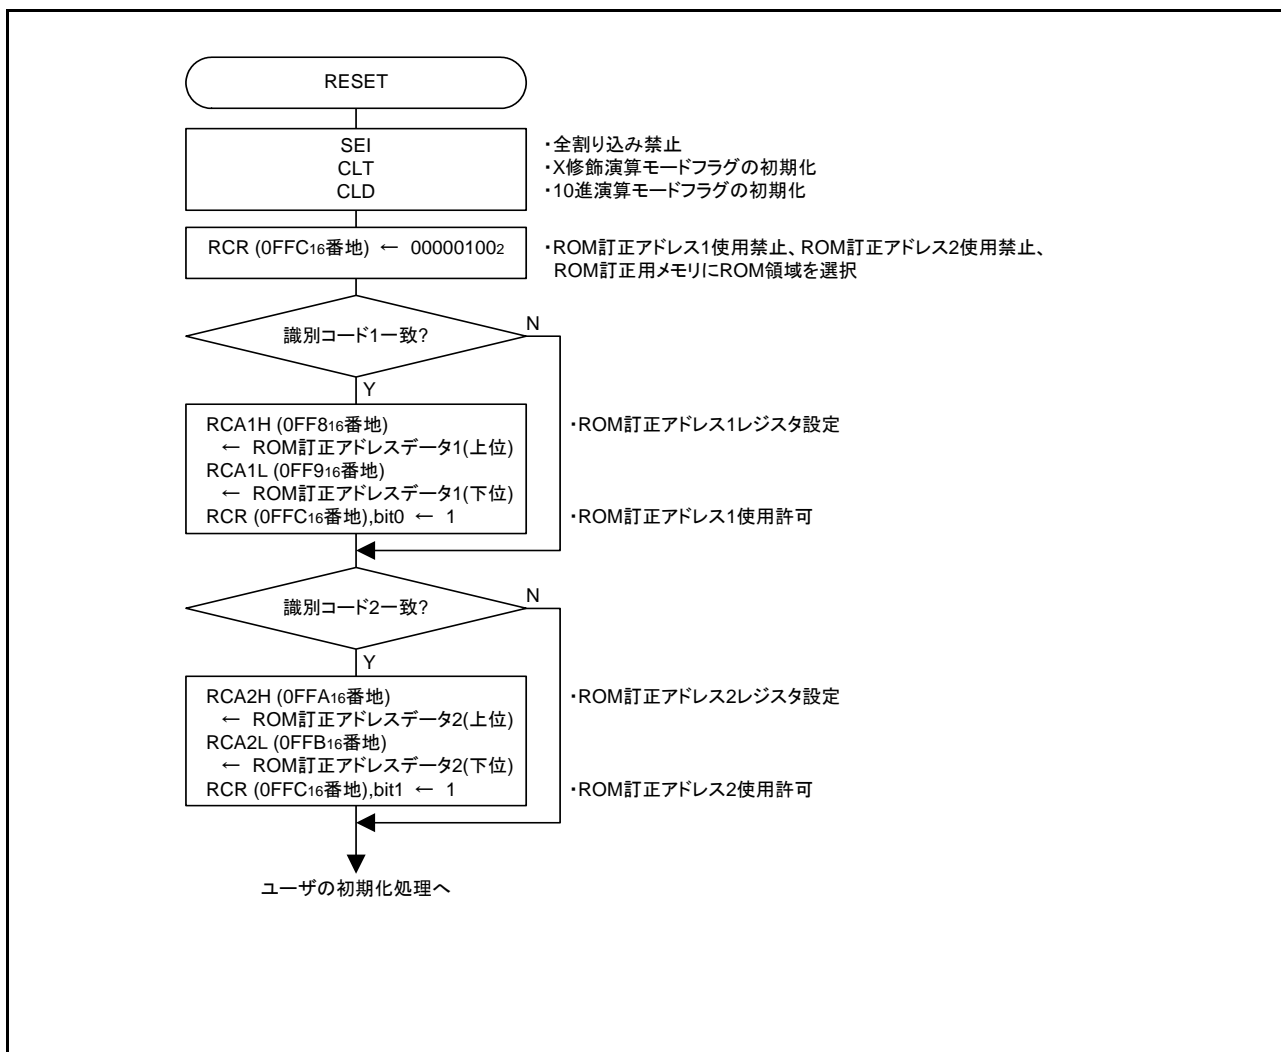 RESET
SEI
CLT
CLD
・全割り込み禁止
・X修飾演算モードフラグの初期化
・10進演算モードフラグの初期化
RCR (0FFC16番地) ← 000001002
・ROM訂正アドレス1使用禁止、ROM訂正アドレス2使用禁止、
ROM訂正用メモリにROM領域を選択
識別コード1一致?
N
Y
RCA1H (0FF816番地)
← ROM訂正アドレスデータ1(上位)
RCA1L (0FF916番地)
← ROM訂正アドレスデータ1(下位)
RCR (0FFC16番地),bit0 ← 1
・ROM訂正アドレス1レジスタ設定
・ROM訂正アドレス1使用許可
識別コード2一致?
N
Y
RCA2H (0FFA16番地)
← ROM訂正アドレスデータ2(上位)
RCA2L (0FFB16番地)
← ROM訂正アドレスデータ2(下位)
RCR (0FFC16番地),bit1 ← 1
・ROM訂正アドレス2レジスタ設定
・ROM訂正アドレス2使用許可
ユーザの初期化処理へ